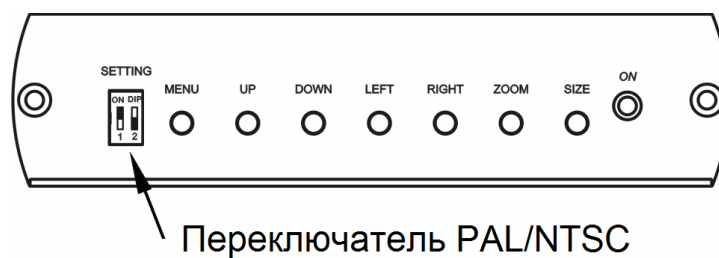 SETTING
MENU UP DOWN LEFT RIGHT ZOOM SIZE ON
ON DIP
1 2
Переключатель PAL/NTSC